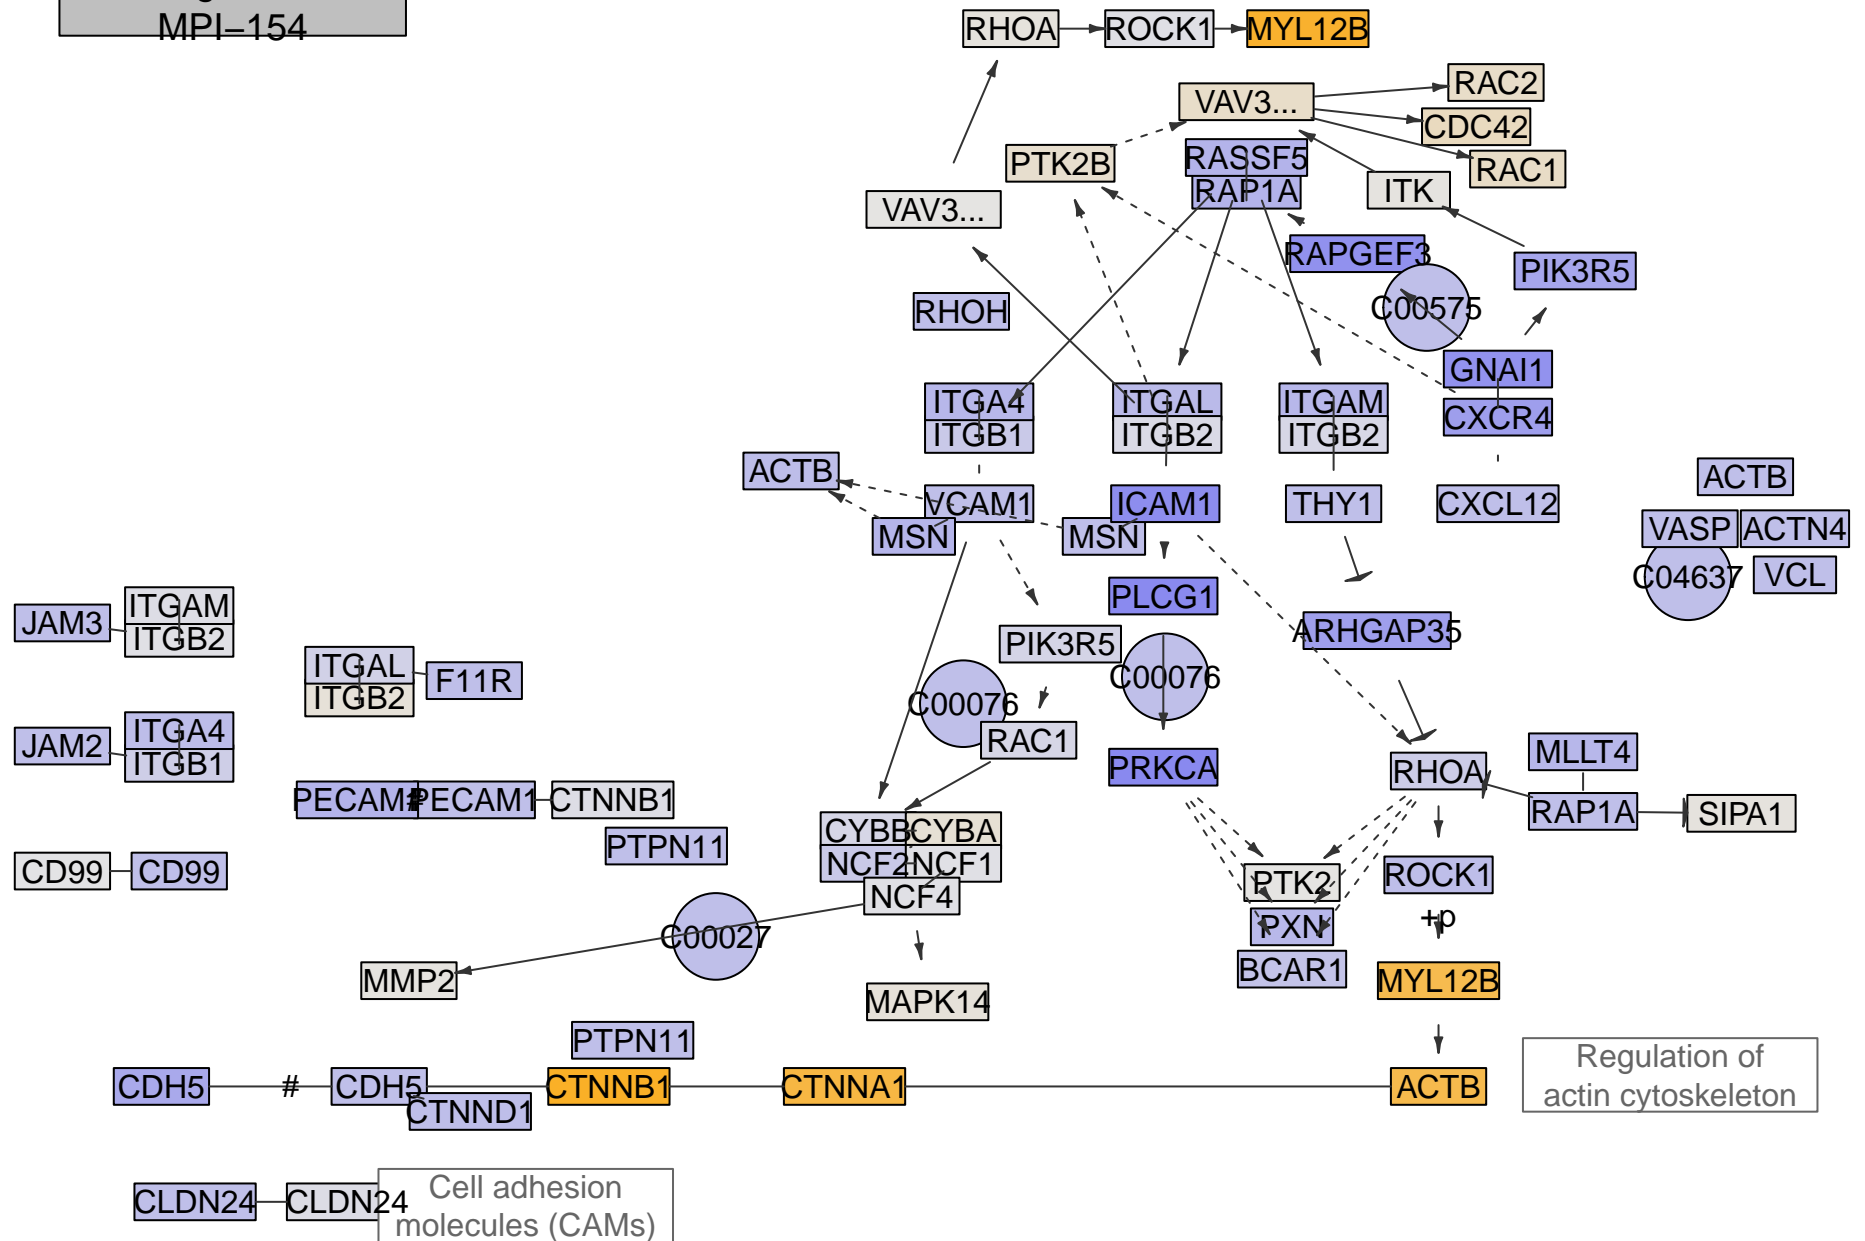 MPI−154
RHOA
ROCK1
MYL12B
VAV3...
RAC2
CDC42
RAC1
PTK2B
RASSF5
RAP1A
ITK
VAV3...
RAPGEF3
PIK3R5
C00575
RHOH
GNAI1
CXCR4
ITGA4
ITGB1
ITGAL
ITGB2
ITGAM
ITGB2
ACTB
VCAM1
MSN
MSN
ICAM1
THY1
CXCL12
ACTB
VASP
ACTN4
C04637
VCL
PLCG1
JAM3
ITGAM
ITGB2
ITGAL
ITGB2
F11R
PIK3R5
C00076
C00076
ARHGAP35
RAC1
JAM2
ITGA4
ITGB1
PRKCA
RHOA
MLLT4
RAP1A
SIPA1
PECAM1
#
PECAM1
CTNNB1
PTPN11
CYBB
CYBA
NCF2
NCF1
NCF4
CD99
CD99
PTK2
PXN
BCAR1
ROCK1
+p
C00027
MMP2
MAPK14
MYL12B
PTPN11
CDH5
#
CDH5
CTNND1
CTNNB1
CTNNA1
ACTB
Regulation of
actin cytoskeleton
CLDN24
CLDN24
Cell adhesion
molecules (CAMs)